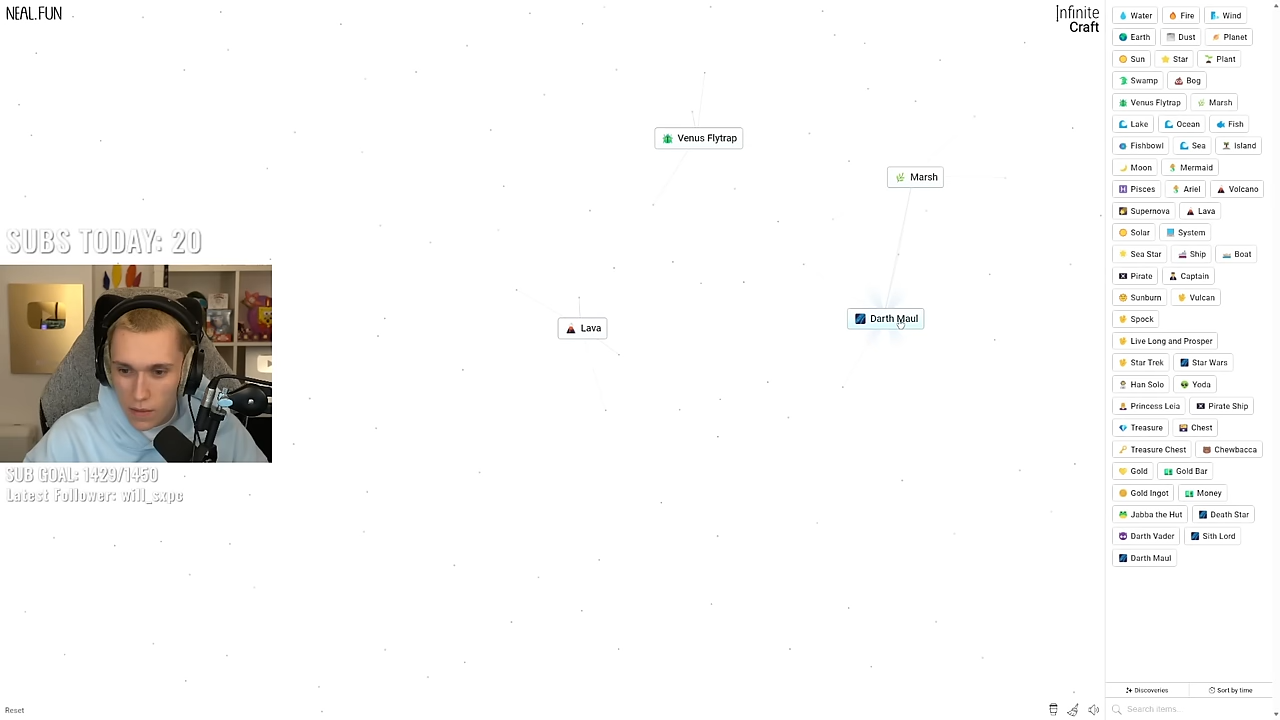 NEAL.FUN
Infinite
Craft
Venus Flytrap
Marsh
SUBS TODAY: 20
Lava
Darth Maul
SUB GOAL: 1429/1450
Latest Follower: will_sxpc
Reset
Water Fire Wind
Earth Dust Planet
Sun Star Plant
Swamp Bog
Venus Flytrap Marsh
Lake Ocean Fish
Fishbowl Sea Island
Moon Mermaid
Pisces Ariel Volcano
Supernova Lava
Solar System
Sea Star Ship Boat
Pirate Captain
Sunburn Vulcan
Spock
Live Long and Prosper
Star Trek Star Wars
Han Solo Yoda
Princess Leia Pirate Ship
Treasure Chest
Treasure Chest Chewbacca
Gold Gold Bar
Gold Ingot Money
Jabba the Hut Death Star
Darth Vader Sith Lord
Darth Maul
Discoveries Sort by time
Search items...